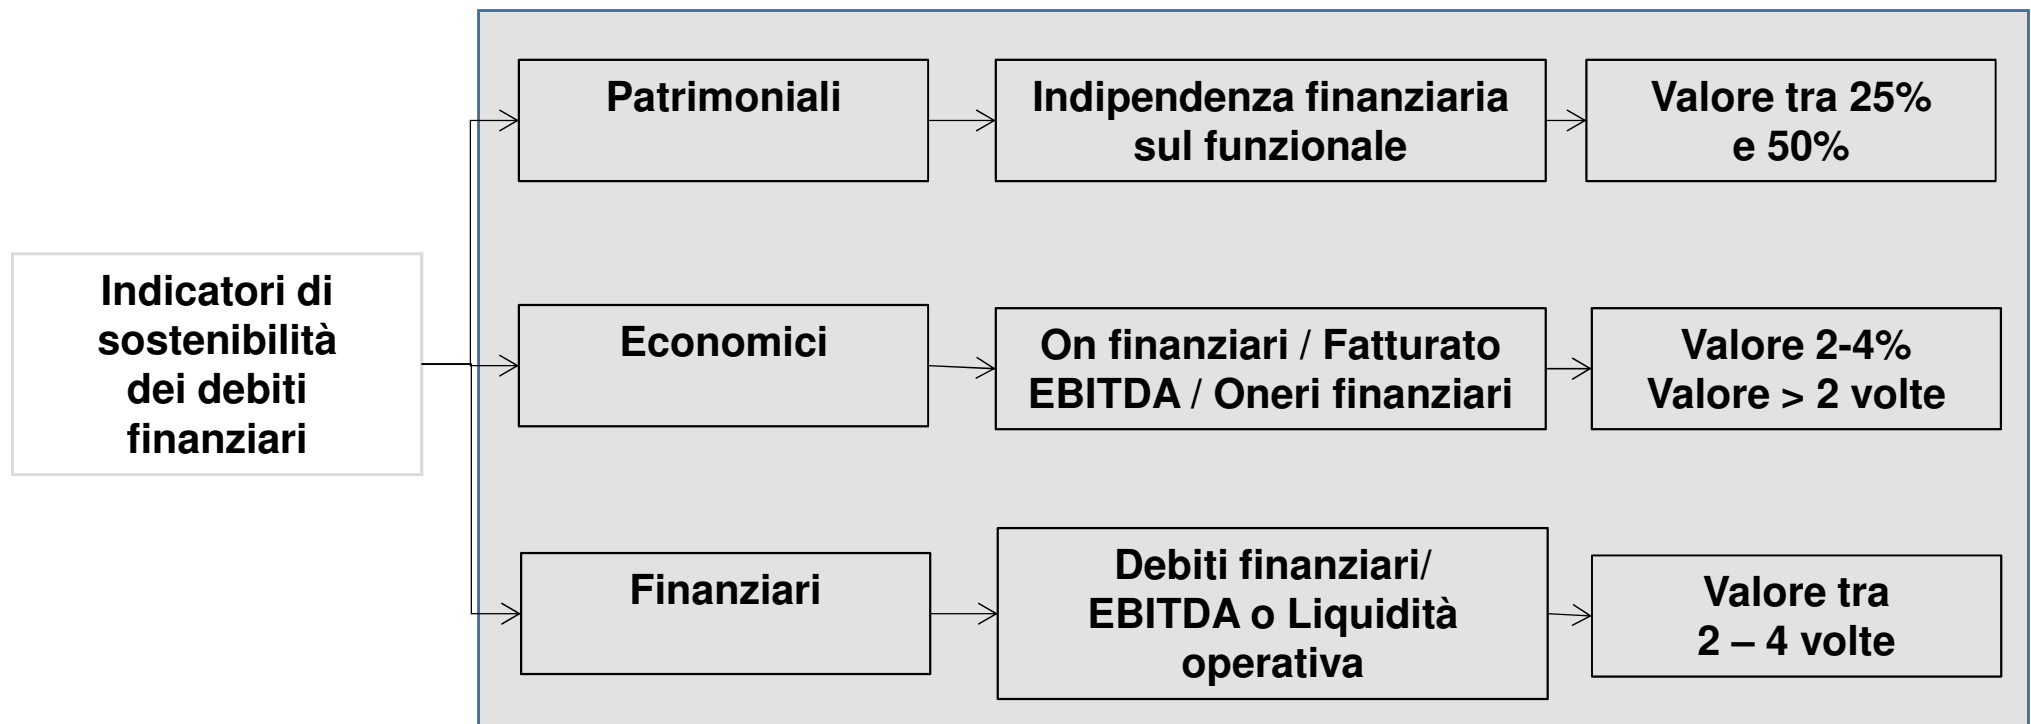 Indicatori di
sostenibilità
dei debiti
finanziari
Patrimoniali
Indipendenza finanziaria
sul funzionale
Valore tra 25%
e 50%
Economici
On finanziari / Fatturato
EBITDA / Oneri finanziari
Valore 2-4%
Valore > 2 volte
Finanziari
Debiti finanziari/
EBITDA o Liquidità
operativa
Valore tra
2 – 4 volte